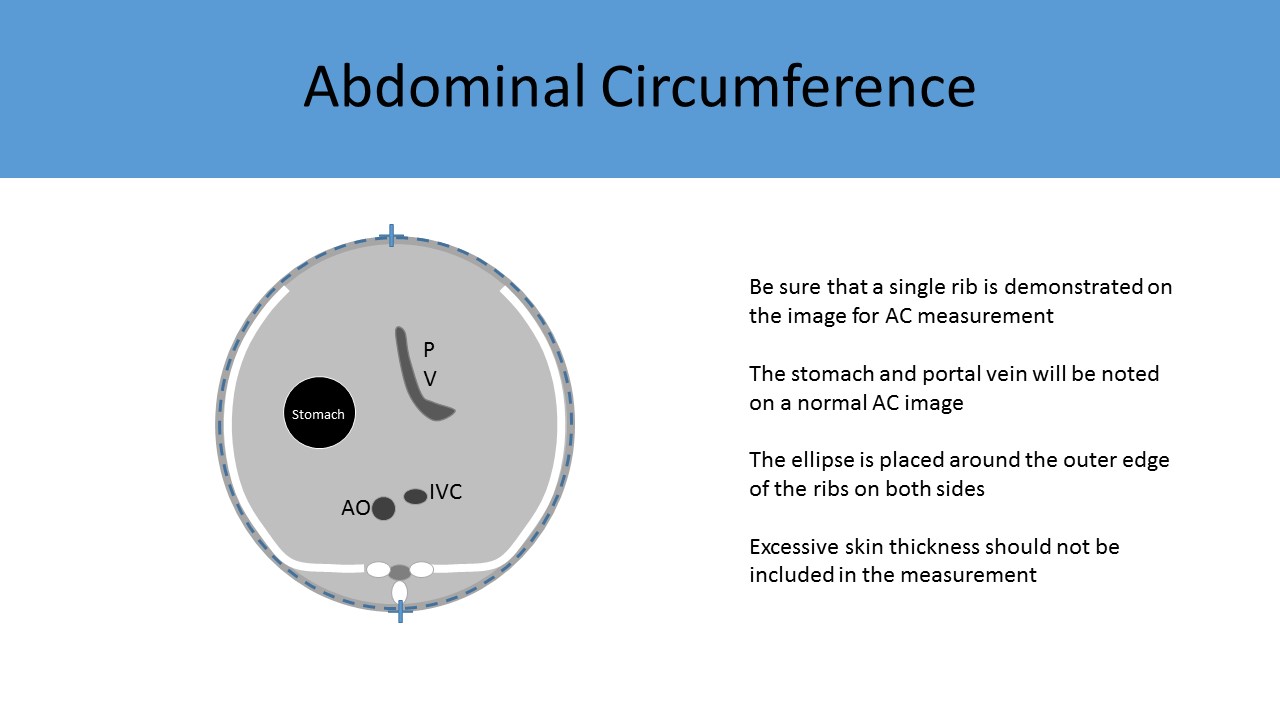 Abdominal Circumference
P
V
Stomach
IVC
AO
Be sure that a single rib is demonstrated on
the image for AC measurement
The stomach and portal vein will be noted
on a normal AC image
The ellipse is placed around the outer edge
of the ribs on both sides
Excessive skin thickness should not be
included in the measurement